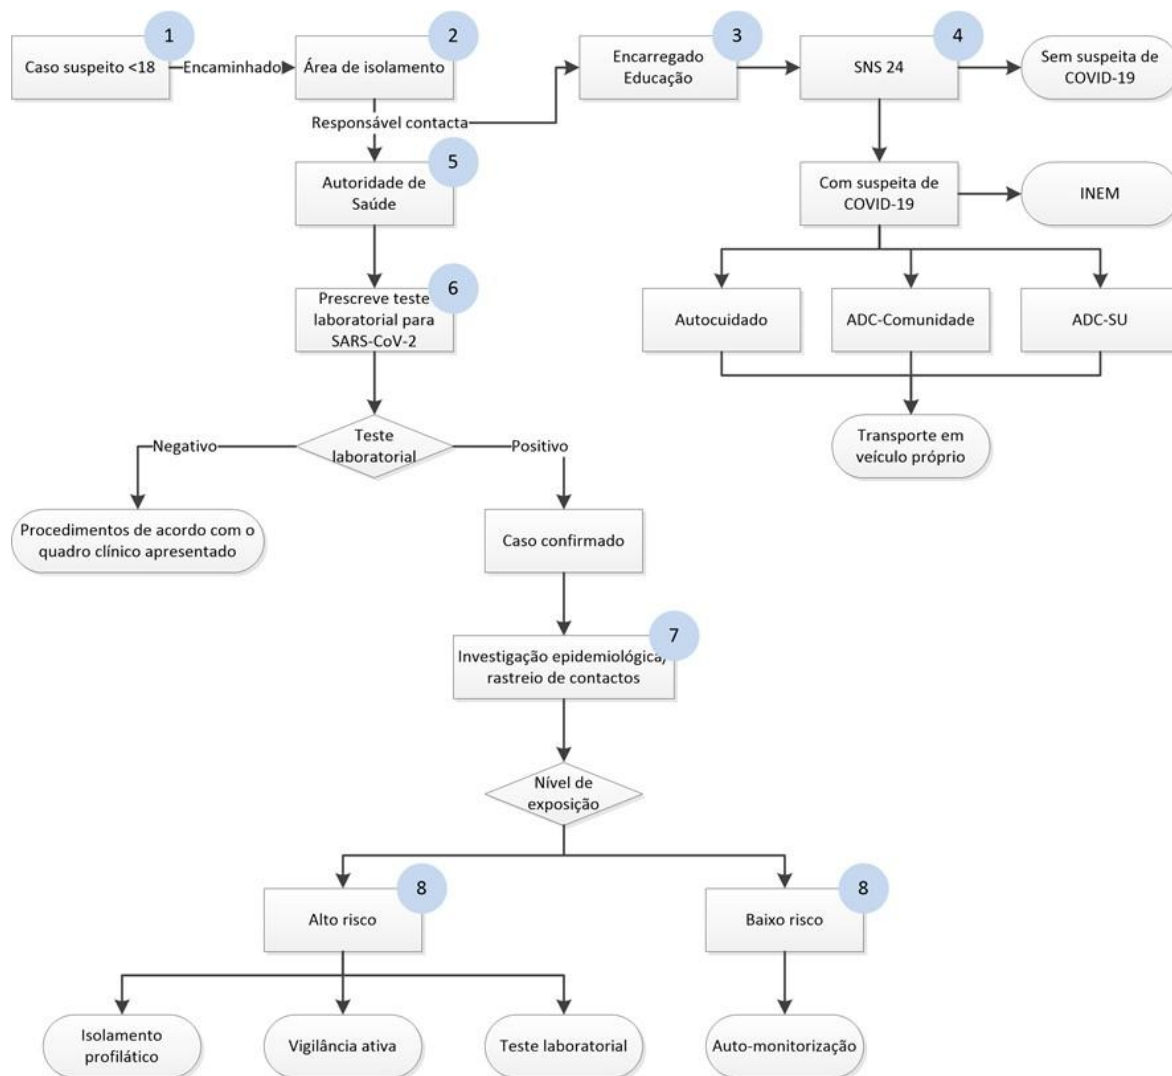 1
Caso suspeito <18
Encaminhado
2
Área de isolamento
3
Encarregado
Educação
4
SNS 24
Sem suspeita de
COVID-19
Responsável contacta
5
Autoridade de
Saúde
Com suspeita de
COVID-19
INEM
6
Prescreve teste
laboratorial para
SARS-CoV-2
Autocuidado
ADC-Comunidade
ADC-SU
Negativo
Teste
laboratorial
Positivo
Transporte em
veículo próprio
Procedimentos de acordo com o
quadro clínico apresentado
Caso confirmado
7
Investigação epidemiológica/
rastreio de contactos
Nível de
exposição
8
Alto risco
8
Baixo risco
Isolamento
profilático
Vigilância ativa
Teste laboratorial
Auto-monitorização